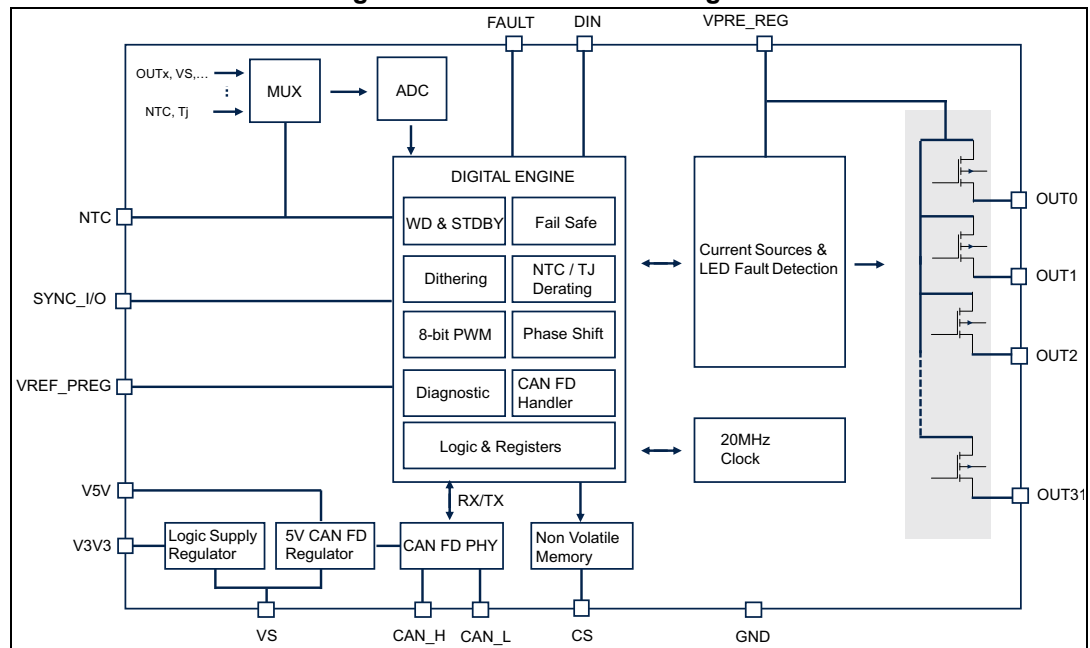 FAULT
DIN
VPRE_REG
OUTx, VS,...
NTC, Tj
MUX
ADC
DIGITAL ENGINE
WD & STDBY
Fail Safe
Dithering
NTC / TJ
Derating
8-bit PWM
Phase Shift
Diagnostic
CAN FD
Handler
Logic & Registers
Current Sources &
LED Fault Detection
20MHz
Clock
NTC
SYNC_I/O
VREF_PREG
V5V
V3V3
OUT0
OUT1
OUT2
OUT31
RX/TX
Logic Supply
Regulator
5V CAN FD
Regulator
CAN FD PHY
Non Volatile
Memory
VS
CAN_H
CAN_L
CS
GND